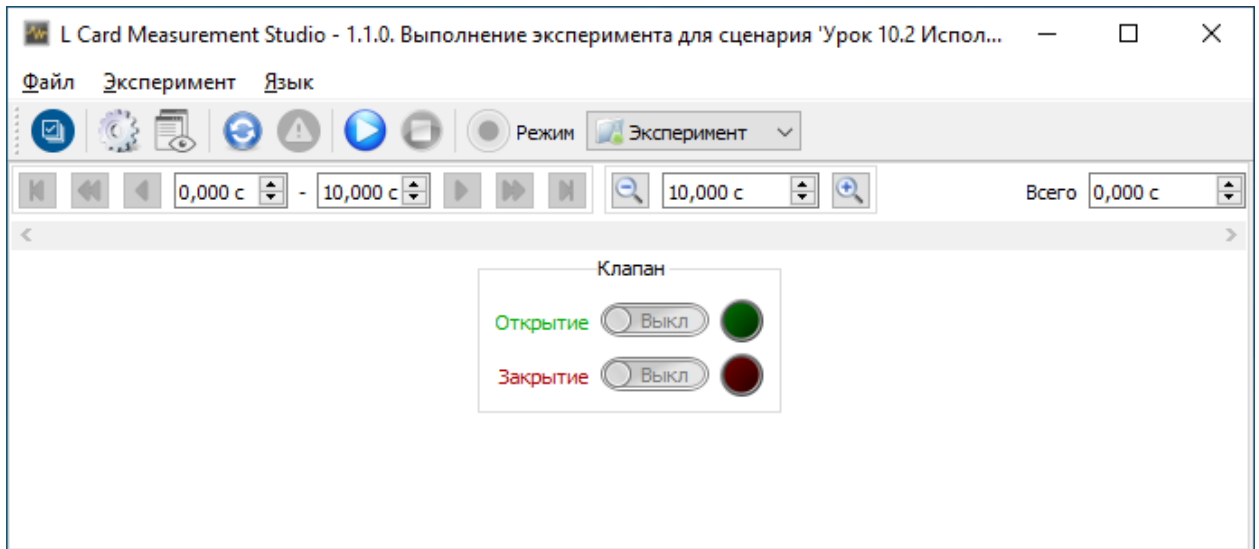 L Card Measurement Studio - 1.1.0. Выполнение эксперимента для сценария 'Урок 10.2 Испол...
Файл Эксперимент Язык
Режим Эксперимент
0,000 с - 10,000 с 10,000 с Всего 0,000 с
Клапан
Открытие Выкл
Закрытие Выкл